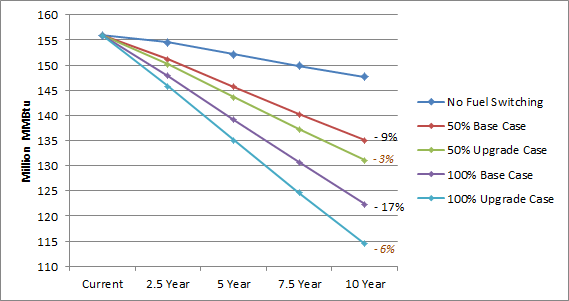 160
155
150
145
140
135
130
125
120
115
110
Million MMBtu
Current
2.5 Year
5 Year
7.5 Year
10 Year
- 9%
- 3%
- 17%
- 6%
No Fuel Switching
50% Base Case
50% Upgrade Case
100% Base Case
100% Upgrade Case